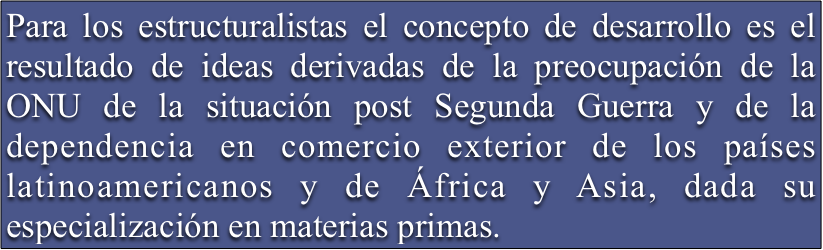 Para los estructuralistas el concepto de desarrollo es el
resultado de ideas derivadas de la preocupación de la
ONU de la situación post Segunda Guerra y de la
dependencia en comercio exterior de los países
latinoamericanos y de África y Asia, dada su
especialización en materias primas.